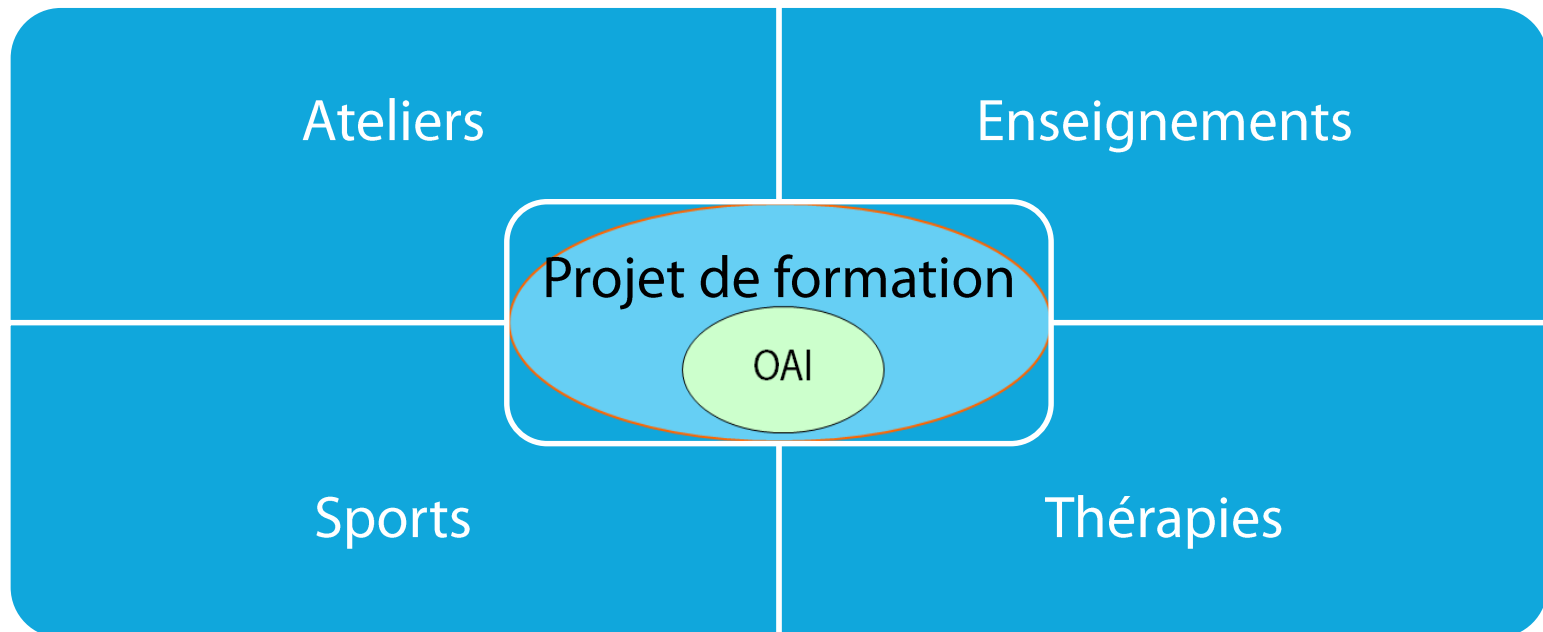 Ateliers
Enseignements
Projet de formation
OAI
Sports
Thérapies